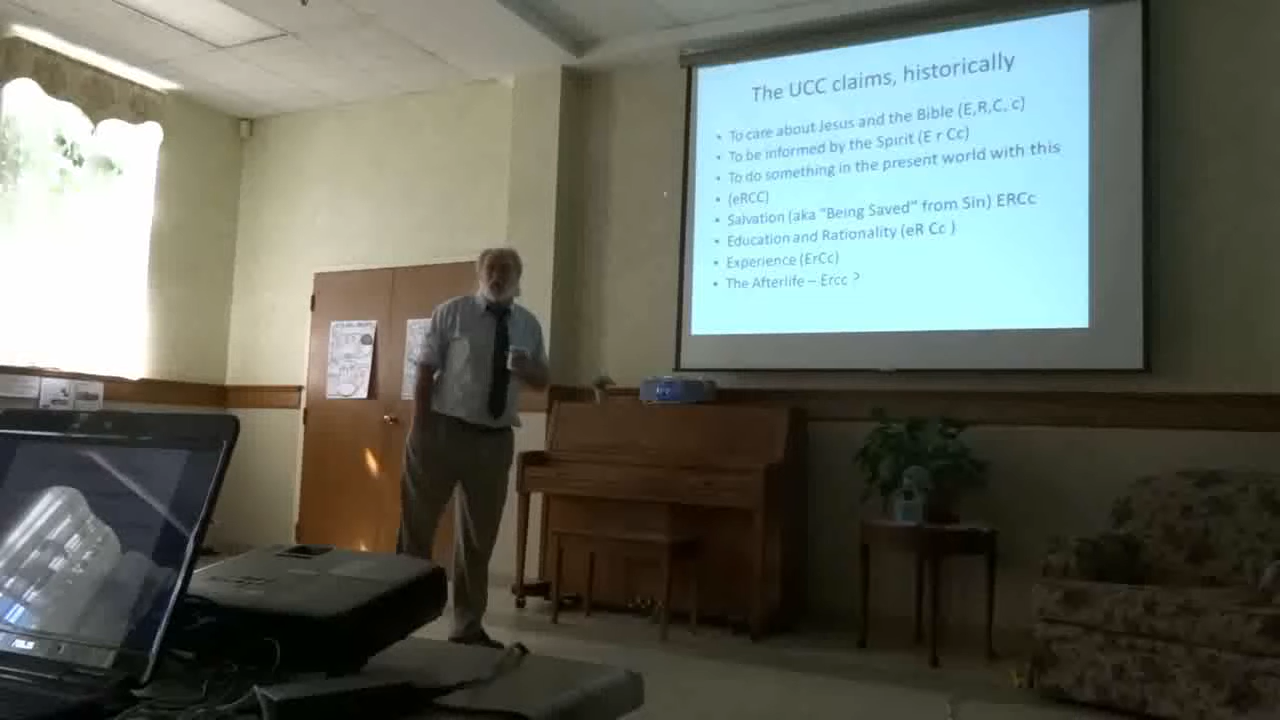 The UCC claims, historically
• To care about Jesus and the Bible (E,R,C, c)
• To be informed by the Spirit (E r Cc)
• To do something in the present world with this
• (eRCC)
• Salvation (aka "Being Saved" from Sin) ERCc
• Education and Rationality (eR Cc )
• Experience (ErCc)
• The Afterlife – Ercc ?
ASUS